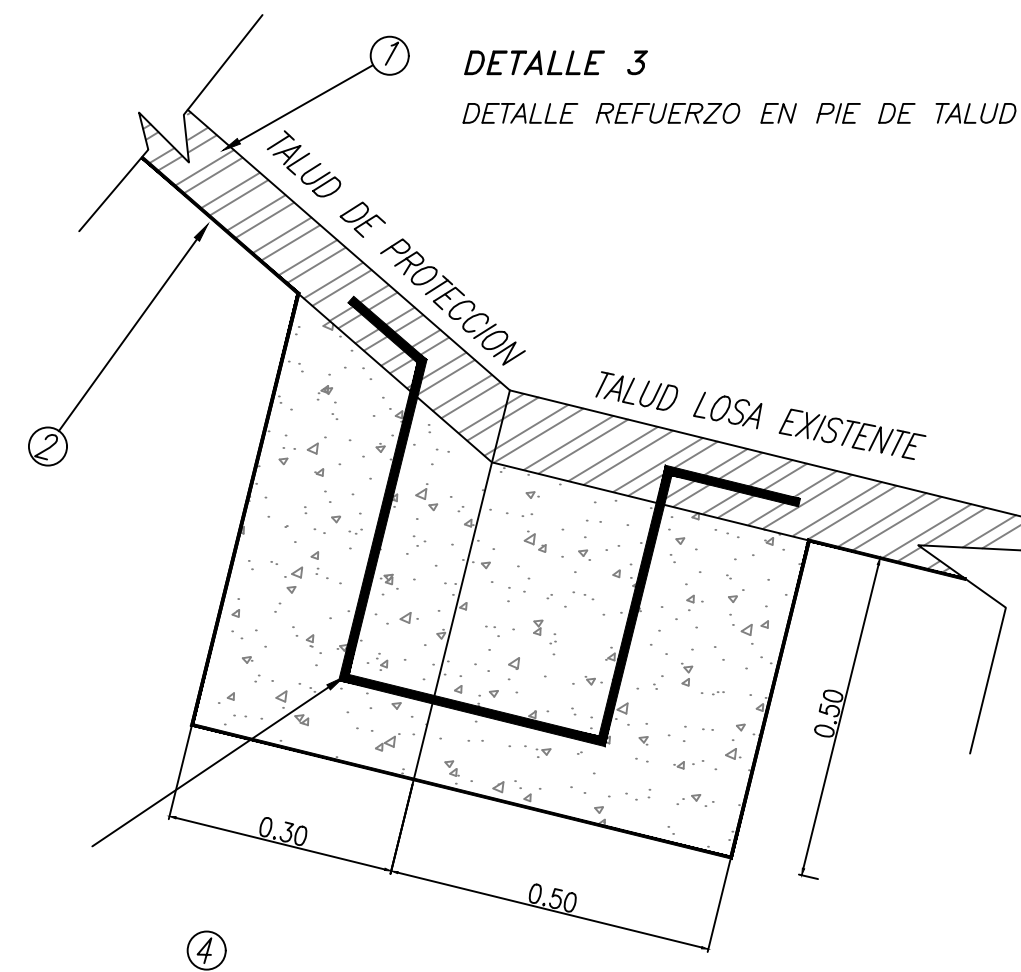 1
DETALLE 3
DETALLE REFUERZO EN PIE DE TALUD
TALUD DE PROTECCION
TALUD LOSA EXISTENTE
2
0.50
0.30
0.50
4